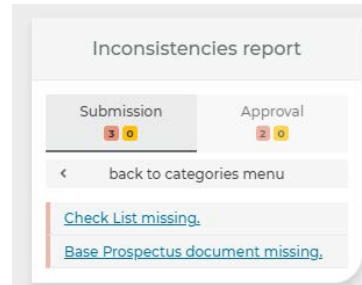 Inconsistencies report
Submission Approval
3 0 2 0
< back to categories menu
Check List missing.
Base Prospectus document missing.